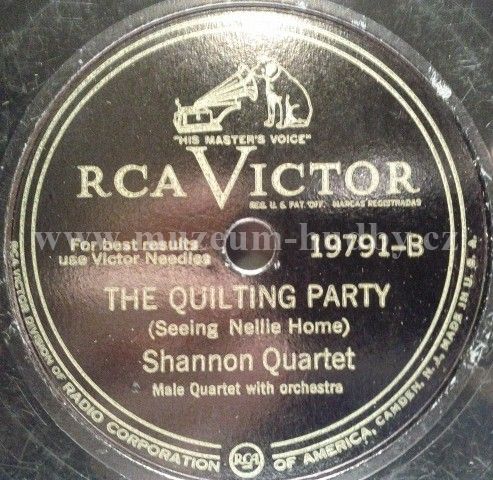 "HIS MASTER'S VOICE"
RCA VICTOR
REG. U. S. PAT. OFF. MARCAS REGISTRADAS
www.muzeum-hudby.cz
For best results
use Victor Needles
19791-B
THE QUILTING PARTY
(Seeing Nellie Home)
Shannon Quartet
Male Quartet with orchestra
RCA VICTOR DIVISION OF RADIO CORPORATION OF AMERICA, CAMDEN, N. J. MADE IN U. S. A.
RCA